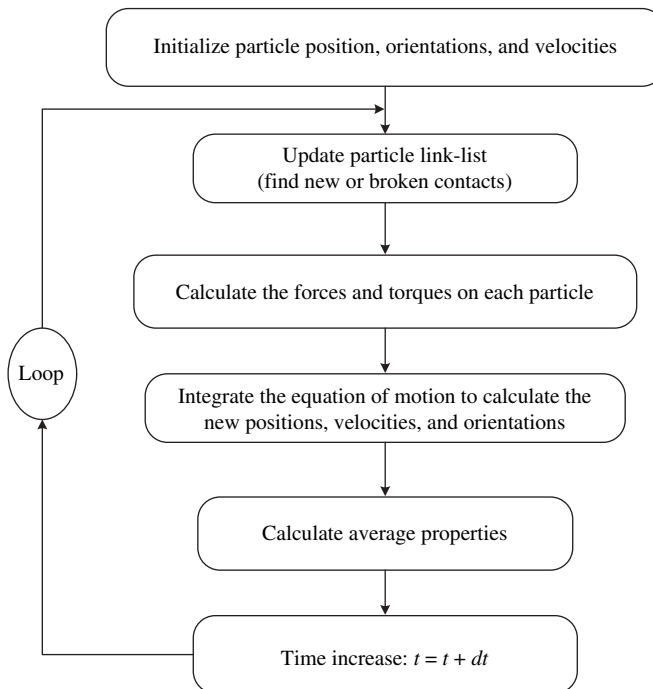 Initialize particle position, orientations, and velocities
Update particle link-list
(find new or broken contacts)
Calculate the forces and torques on each particle
Loop
Integrate the equation of motion to calculate the
new positions, velocities, and orientations
Calculate average properties
Time increase: t = t + dt